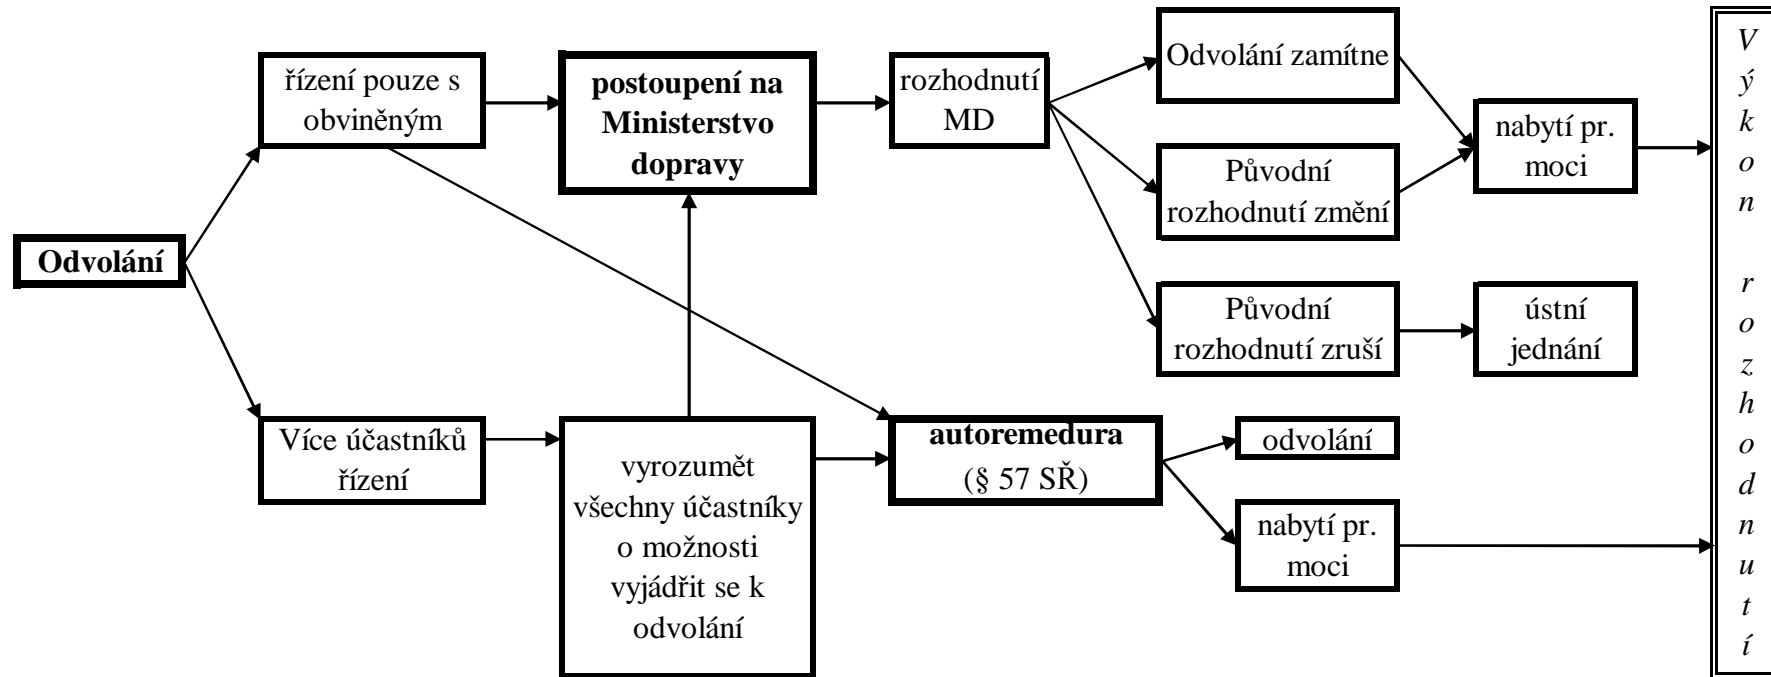 Odvolání
řízení pouze s
obviněným
Více účastníků
řízení
postoupení na
Ministerstvo
dopravy
vyrozumět
všechny účastníky
o možnosti
vyjádřit se k
odvolání
rozhodnutí
MD
autoremedura
(§ 57 SŘ)
Odvolání zamítne
Původní
rozhodnutí změní
Původní
rozhodnutí zruší
odvolání
nabytí pr.
moci
nabytí pr.
moci
ústní
jednání
Výkon rozhodnutí